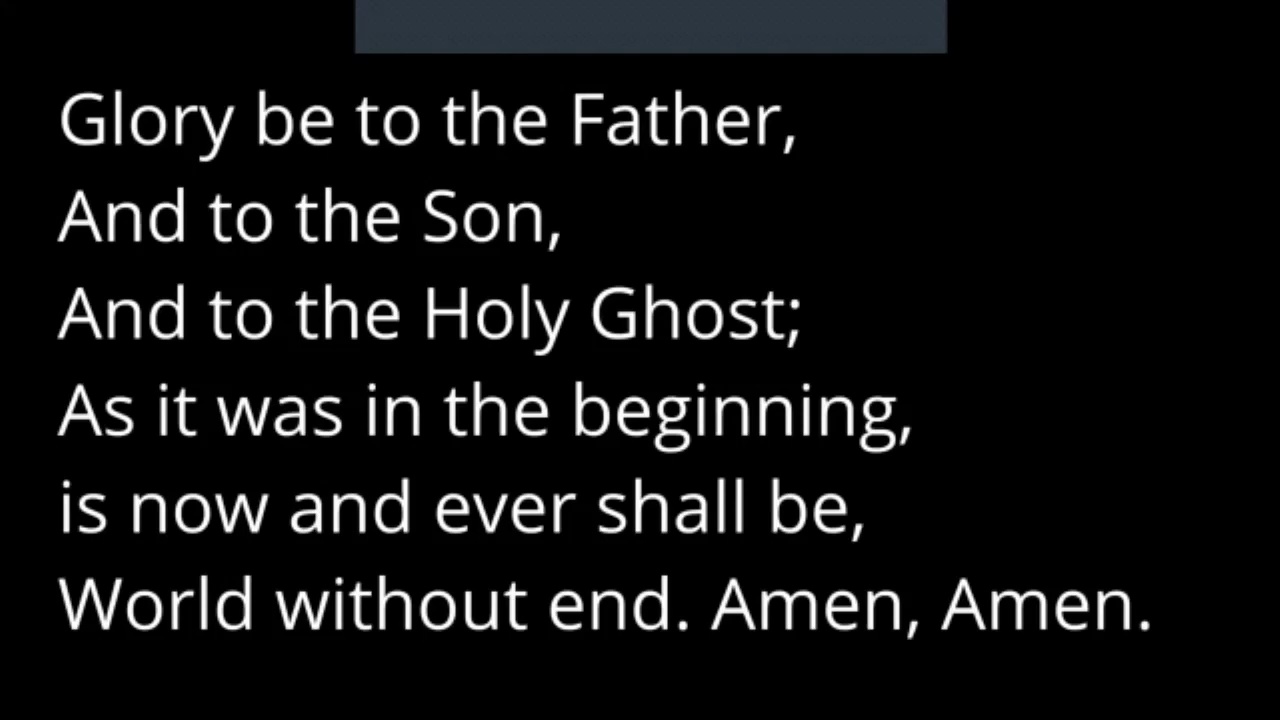 Glory be to the Father,
And to the Son,
And to the Holy Ghost;
As it was in the beginning,
is now and ever shall be,
World without end. Amen, Amen.